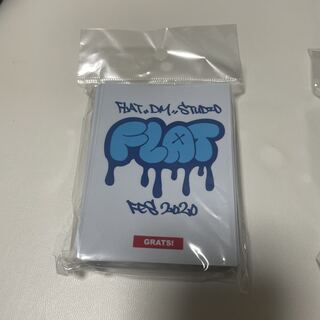 FLAT-DM-STUDIO
FLAT
FES 2020
GRATS!